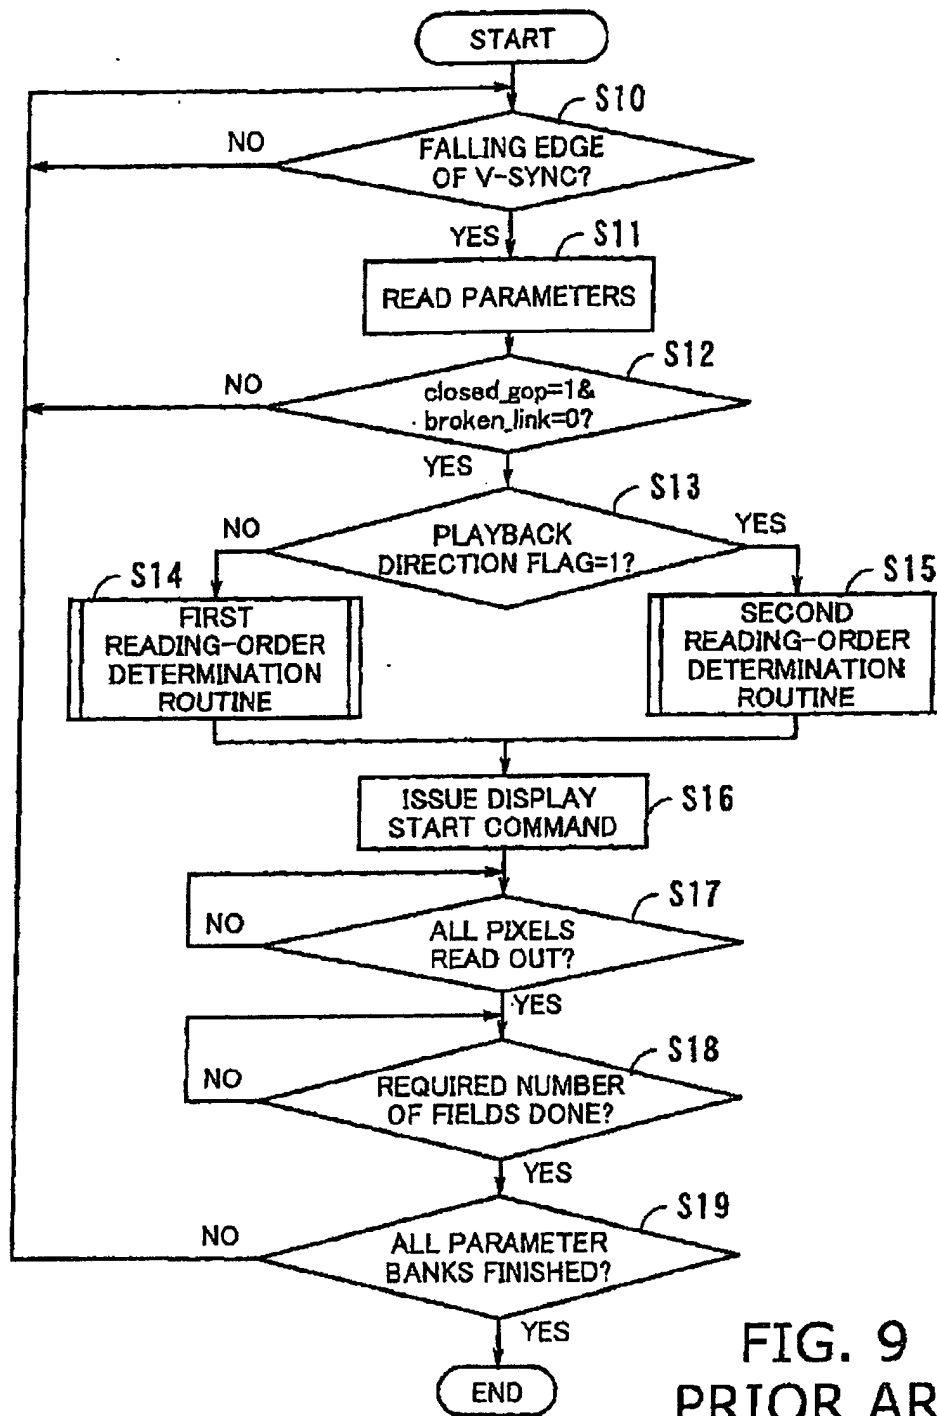 START
S10
NO
FALLING EDGE
OF V-SYNC?
YES
S11
READ PARAMETERS
S12
NO
closed_gop=1&
broken_link=0?
YES
S13
NO
PLAYBACK
DIRECTION FLAG=1?
YES
S14
FIRST
READING-ORDER
DETERMINATION
ROUTINE
S15
SECOND
READING-ORDER
DETERMINATION
ROUTINE
ISSUE DISPLAY
START COMMAND
S16
S17
NO
ALL PIXELS
READ OUT?
YES
S18
NO
REQUIRED NUMBER
OF FIELDS DONE?
YES
S19
NO
ALL PARAMETER
BANKS FINISHED?
YES
END
FIG. 9
PRIOR AR